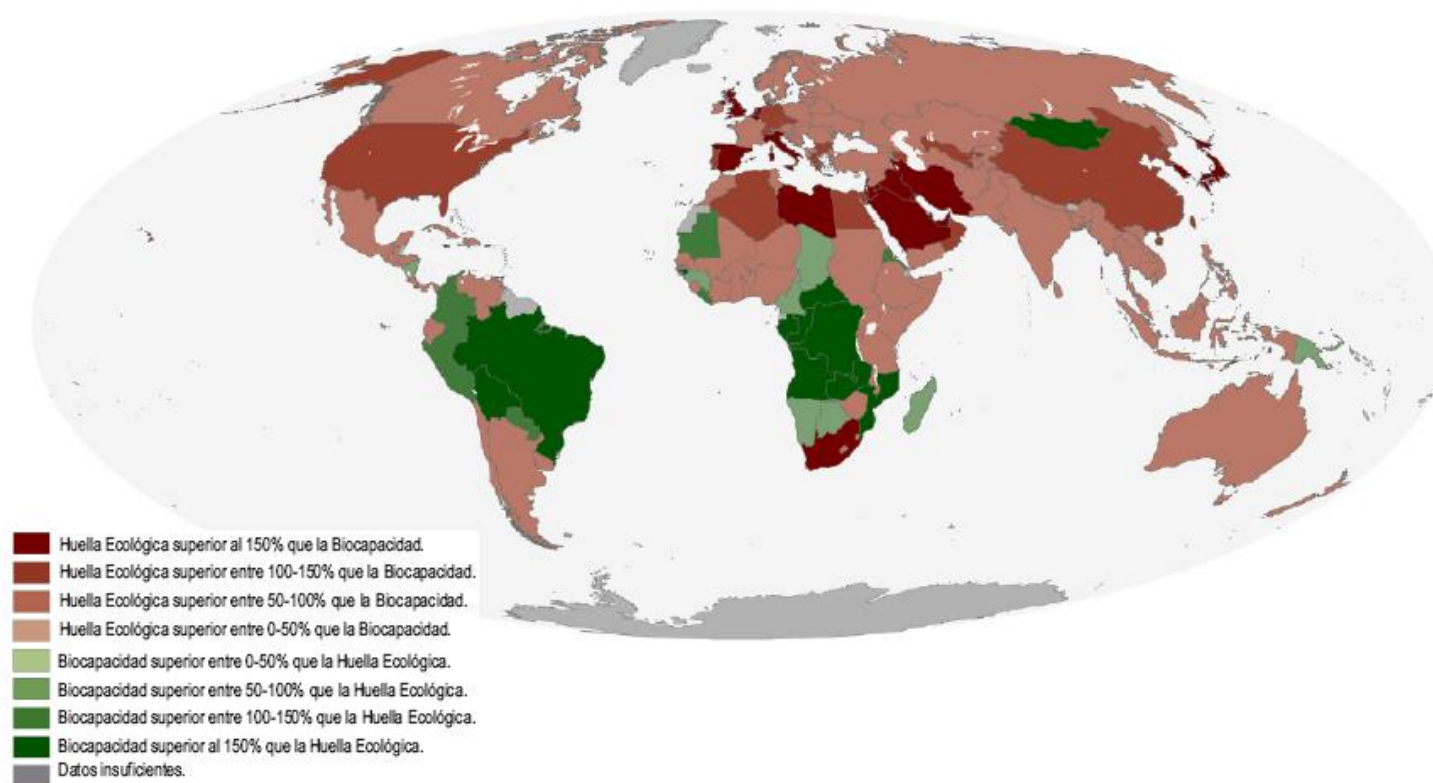 Huella Ecológica superior al 150% que la Biocapacidad.
Huella Ecológica superior entre 100-150% que la Biocapacidad.
Huella Ecológica superior entre 50-100% que la Biocapacidad.
Huella Ecológica superior entre 0-50% que la Biocapacidad.
Biocapacidad superior entre 0-50% que la Huella Ecológica.
Biocapacidad superior entre 50-100% que la Huella Ecológica.
Biocapacidad superior entre 100-150% que la Huella Ecológica.
Biocapacidad superior al 150% que la Huella Ecológica.
Datos insuficientes.